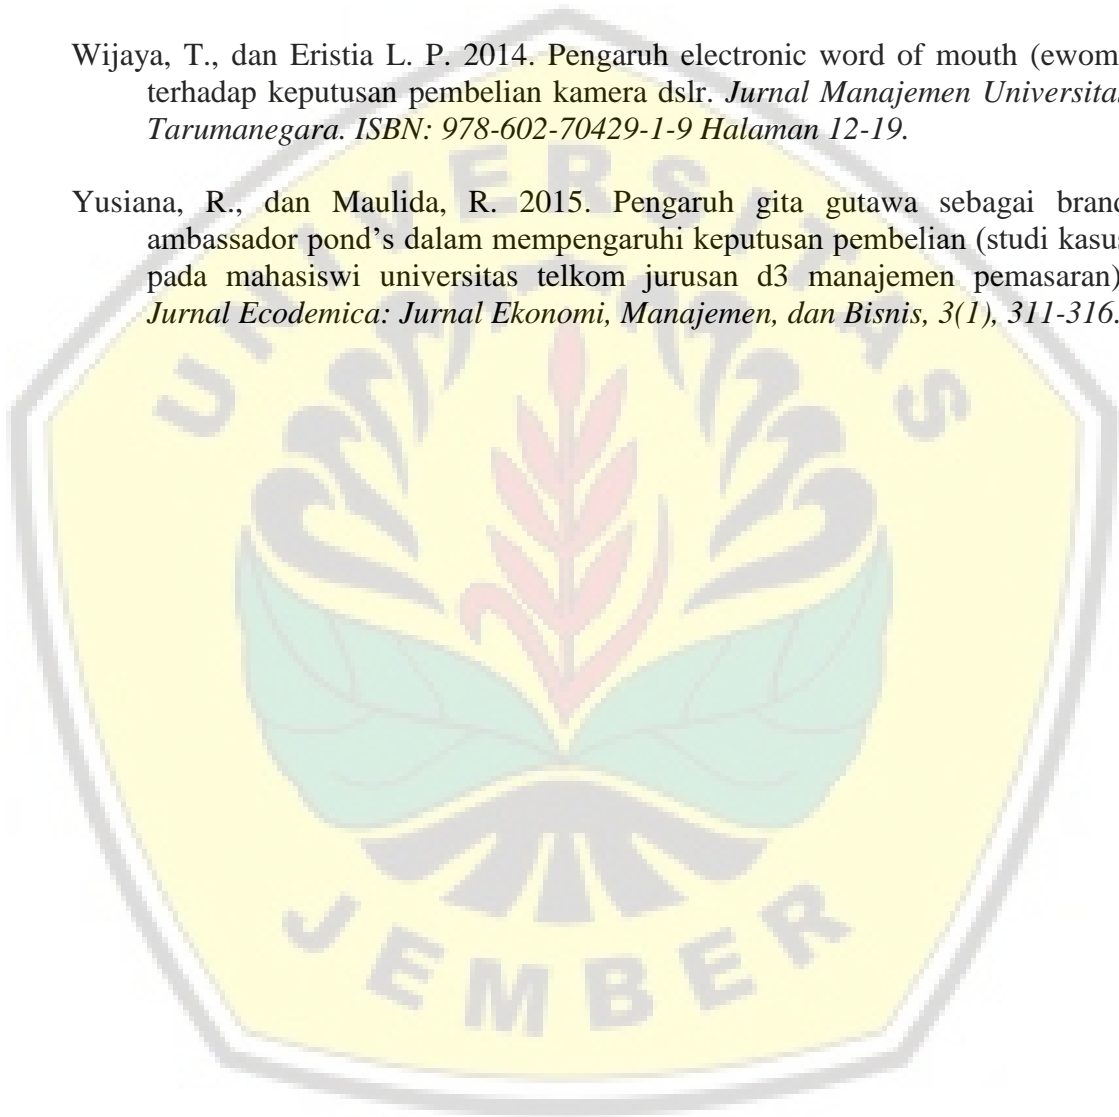 Wijaya, T., dan Eristia L. P. 2014. Pengaruh electronic word of mouth (ewom
terhadap keputusan pembelian kamera dslr. Jurnal Manajemen Universita
Tarumanegara. ISBN: 978-602-70429-1-9 Halaman 12-19.
Yusiana, R., dan Maulida, R. 2015. Pengaruh gita gutawa sebagai brand
ambassador pond's dalam mempengaruhi keputusan pembelian (studi kasus
pada mahasiswi universitas telkom jurusan d3 manajemen pemasaran)
Jurnal Ecodemica: Jurnal Ekonomi, Manajemen, dan Bisnis, 3(1), 311-316.
UNIVERSITAS
JEMBER